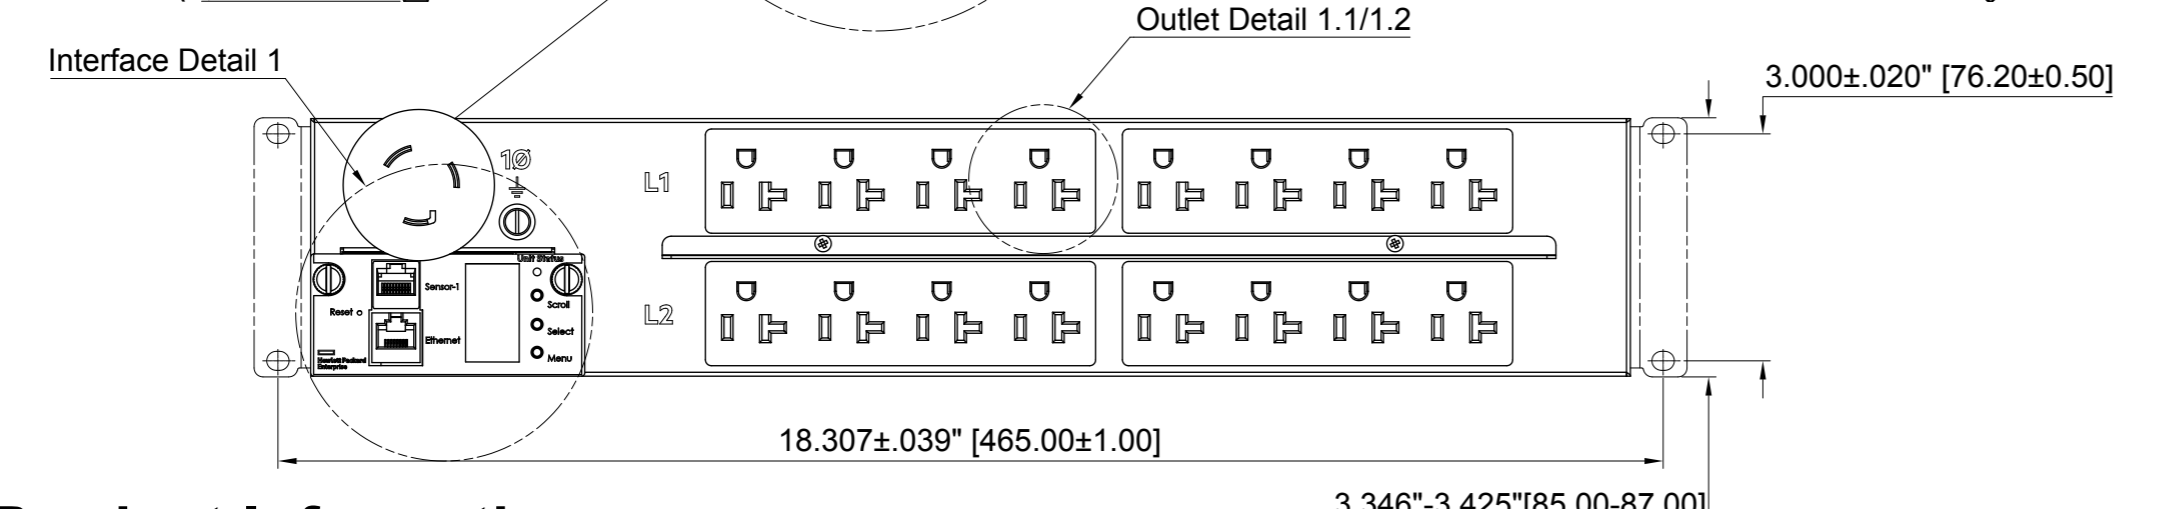 Outlet Detail 1.1/1.2
Interface Detail 1
3.000±.020" [76.20±0.50]
1Ø
L1
Unit Status
Sensor-1
Scroll
Reset
L2
Select
Ethernet
Menu
Hewlett Packard
Enterprise
18.307±.039" [465.00±1.00]
3.346"-3.425"[85.00-87.00]